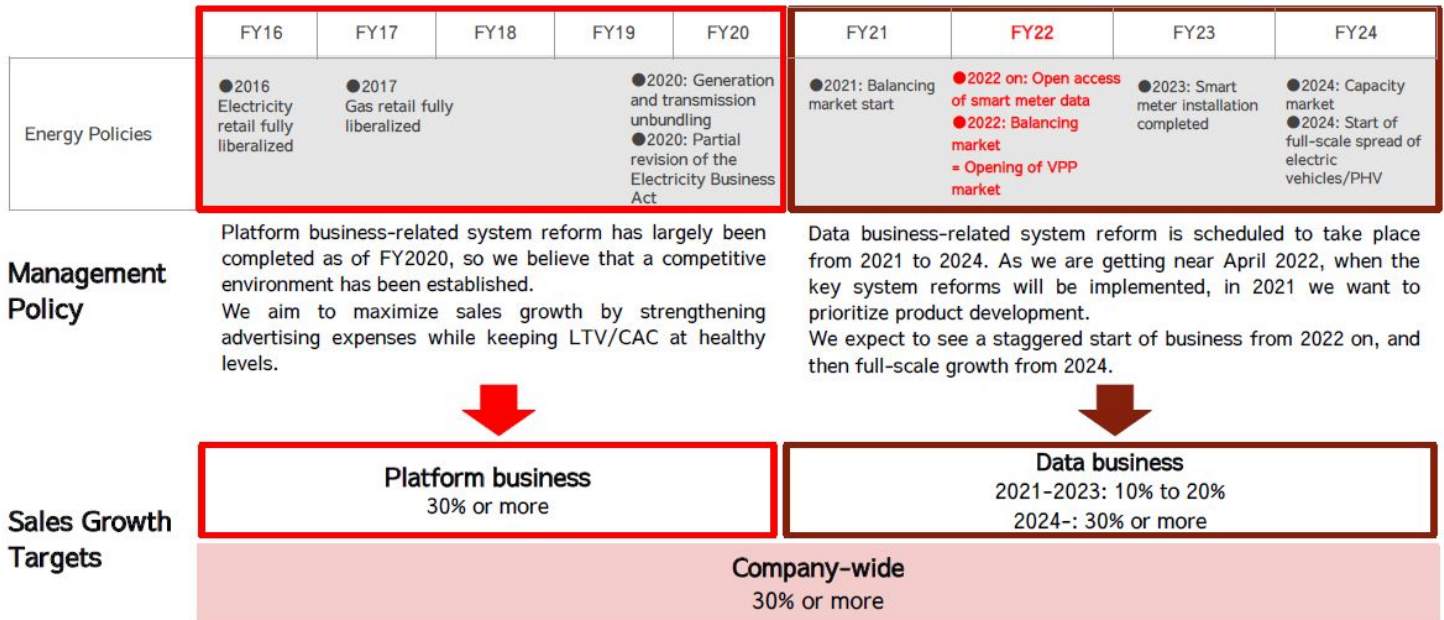 FY16 FY17 FY18 FY19 FY20 FY21 FY22 FY23 FY24
Energy Policies
●2016
Electricity
retail fully
liberalized
●2017
Gas retail fully
liberalized
●2020: Generation
and transmission
unbundling
●2020: Partial
revision of the
Electricity Business
Act
●2021: Balancing
market start
●2022 on: Open access
of smart meter data
●2022: Balancing
market
= Opening of VPP
market
●2023: Smart
meter installation
completed
●2024: Capacity
market
●2024: Start of
full-scale spread of
electric
vehicles/PHV
Management
Policy
Platform business-related system reform has largely been
completed as of FY2020, so we believe that a competitive
environment has been established.
We aim to maximize sales growth by strengthening
advertising expenses while keeping LTV/CAC at healthy
levels.
Data business-related system reform is scheduled to take place
from 2021 to 2024. As we are getting near April 2022, when the
key system reforms will be implemented, in 2021 we want to
prioritize product development.
We expect to see a staggered start of business from 2022 on, and
then full-scale growth from 2024.
Sales Growth
Targets
Platform business
30% or more
Data business
2021-2023: 10% to 20%
2024-: 30% or more
Company-wide
30% or more